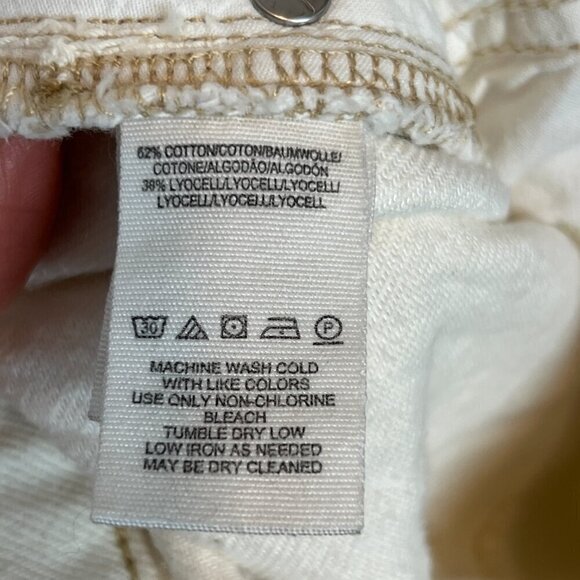 62% COTTON/COTON/BAUMWOLLE/
COTONE/ALGODÃO/ALGODÓN
38% LYOCELL/LYOCELL/LYOCELL/
LYOCELL/LYOCELL/LYOCELL
30 P
MACHINE WASH COLD
WITH LIKE COLORS
USE ONLY NON-CHLORINE
BLEACH
TUMBLE DRY LOW
LOW IRON AS NEEDED
MAY BE DRY CLEANED